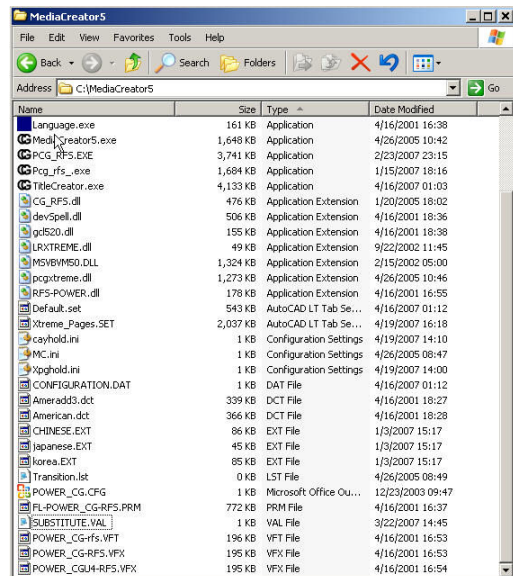 MediaCreator5
File Edit View Favorites Tools Help
Back Search Folders
Address C:\MediaCreator5 Go
Name Size Type Date Modified
Language.exe 161 KB Application 4/16/2001 16:38
MediaCreator5.exe 1,648 KB Application 4/26/2005 10:42
PCG_RFS.EXE 3,741 KB Application 2/23/2007 23:15
Pcg_rfs_.exe 1,684 KB Application 1/15/2007 18:16
TitleCreator.exe 4,133 KB Application 4/16/2007 01:03
CG_RFS.dll 476 KB Application Extension 1/20/2005 18:02
devSpell.dll 506 KB Application Extension 4/16/2001 18:36
gcl520.dll 155 KB Application Extension 4/16/2001 18:38
LRXTREME.dll 49 KB Application Extension 9/22/2002 11:45
MSVBVM50.DLL 1,324 KB Application Extension 2/15/2002 05:00
pcgxtreme.dll 1,273 KB Application Extension 4/26/2005 10:46
RFS-POWER.dll 178 KB Application Extension 4/16/2001 16:55
Default.set 543 KB AutoCAD LT Tab Se... 4/16/2007 01:12
Xtreme_Pages.SET 2,037 KB AutoCAD LT Tab Se... 4/19/2007 16:18
cayhold.ini 1 KB Configuration Settings 4/19/2007 14:10
MC.ini 1 KB Configuration Settings 4/26/2005 08:47
Xpghold.ini 1 KB Configuration Settings 4/19/2007 14:00
CONFIGURATION.DAT 1 KB DAT File 4/16/2007 01:12
Ameradd3.dct 339 KB DCT File 4/16/2001 18:27
American.dct 366 KB DCT File 4/16/2001 18:28
CHINESE.EXT 86 KB EXT File 1/3/2007 15:17
japanese.EXT 45 KB EXT File 1/3/2007 15:17
korea.EXT 85 KB EXT File 1/3/2007 15:17
Transition.lst 0 KB LST File 4/26/2005 08:49
POWER_CG.CFG 1 KB Microsoft Office Ou... 12/23/2003 09:47
FL-POWER_CG-RFS.PRM 772 KB PRM File 4/16/2001 16:37
SUBSTITUTE.VAL 1 KB VAL File 3/22/2007 14:45
POWER_CG-rfs.VFT 196 KB VFT File 4/16/2001 16:53
POWER_CG-RFS.VFX 195 KB VFX File 4/16/2001 16:53
POWER_CGU4-RFS.VFX 195 KB VFX File 4/16/2001 16:54